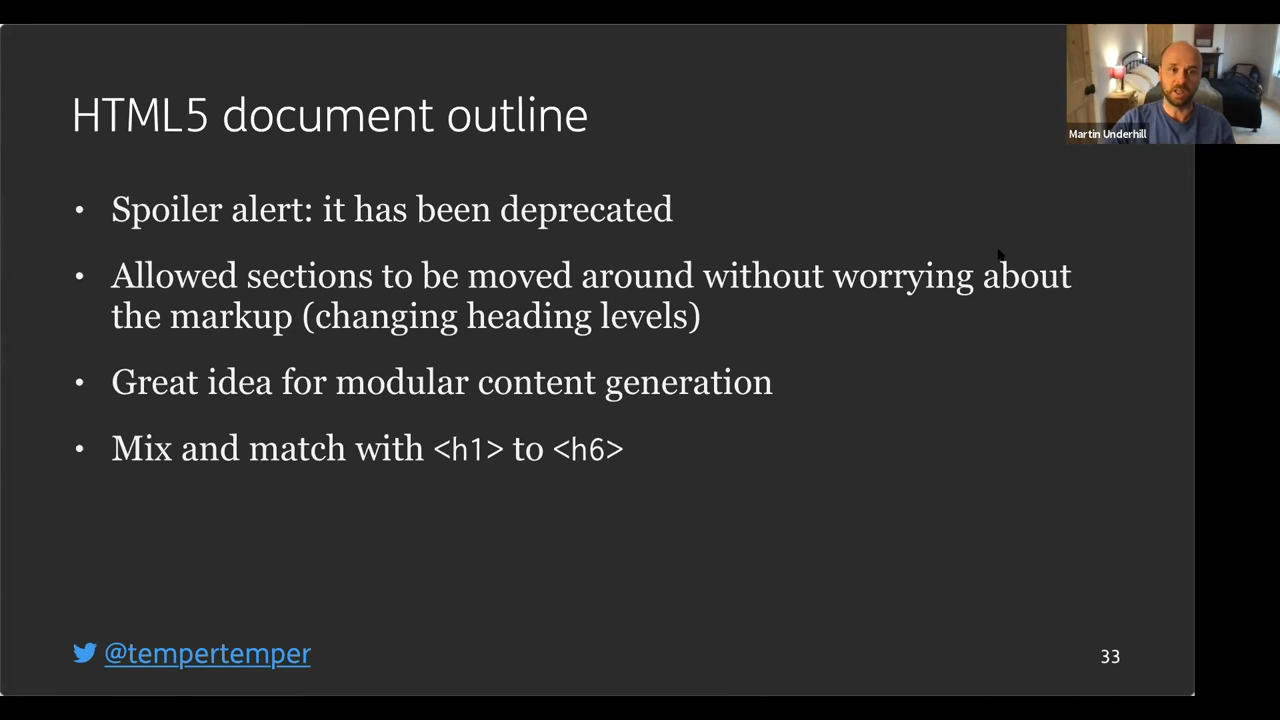 HTML5 document outline
Martin Underhill
• Spoiler alert: it has been deprecated
• Allowed sections to be moved around without worrying about
the markup (changing heading levels)
• Great idea for modular content generation
• Mix and match with <h1> to <h6>
@tempertemper
33